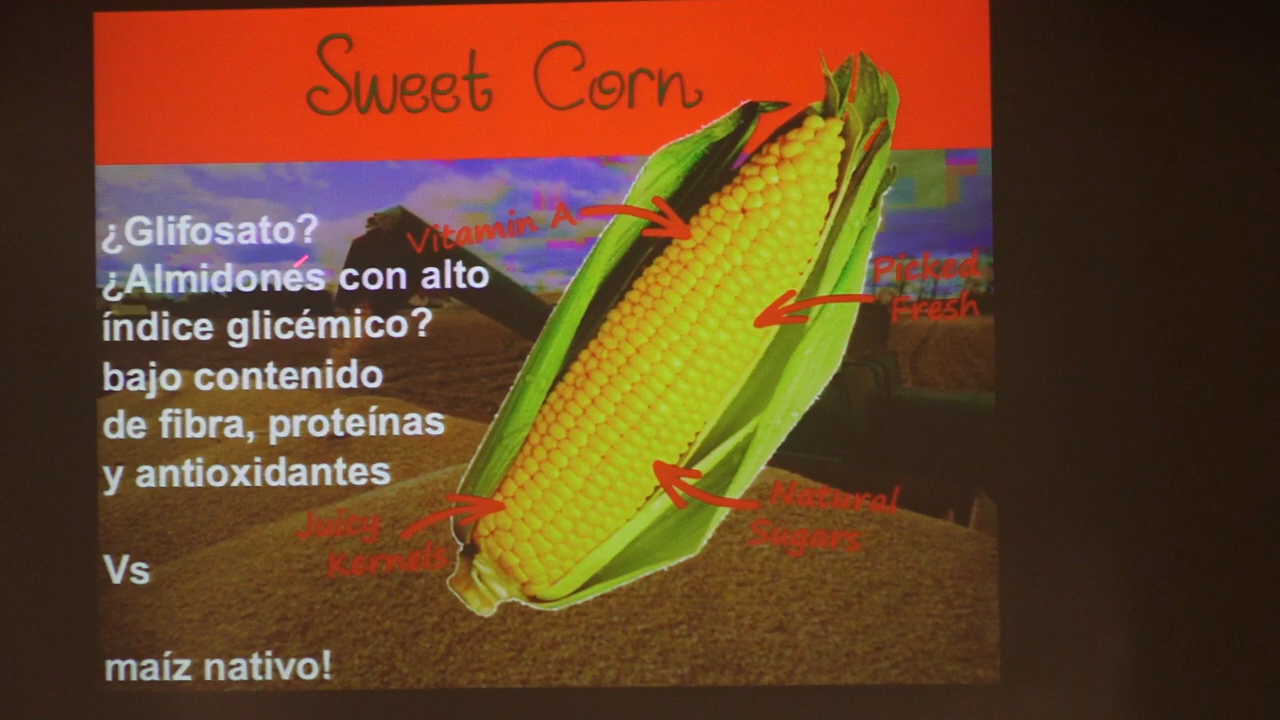 Sweet Corn
¿Glifosato?
¿Almidonés con alto
índice glicémico?
bajo contenido
de fibra, proteínas
y antioxidantes
Vs
maíz nativo!
Vitamin A
Picked
Fresh
Juicy
Kernels
Natural
Sugars